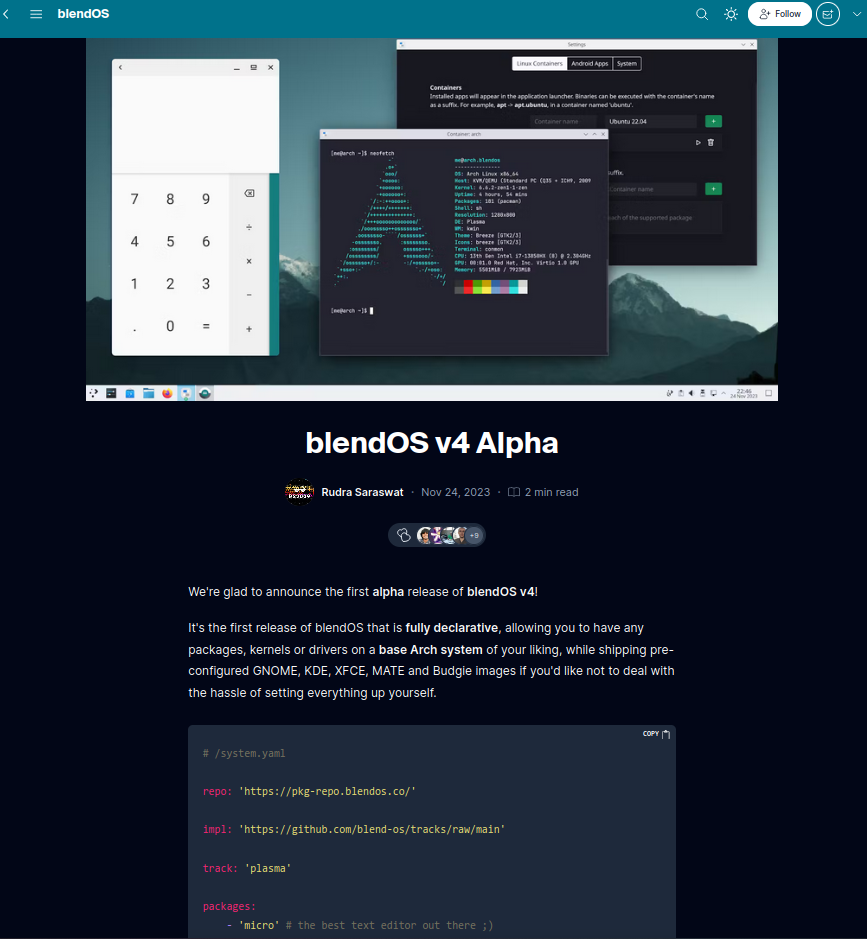 blendOS
Follow
Settings
Linux Containers Android Apps System
Containers
Installed apps will appear in the application launcher. Binaries can be executed with the container's name
as a suffix. For example, apt -> apt.ubuntu, in a container named 'ubuntu'.
Container name Ubuntu 22.04 +
uffix.
Container name +
each of the supported package
7 8 9
4 5 6 ÷
1 2 3 ×
. 0 = −
+
Container: arch
[me@arch ~]$ neofetch
me@arch.blendos
OS: Arch Linux x86_64
Host: KVM/QEMU (Standard PC (Q35 + ICH9, 2009
Kernel: 6.6.2-zen1-1-zen
Uptime: 4 hours, 54 mins
Packages: 181 (pacman)
Shell: sh
Resolution: 1280x800
DE: Plasma
WM: kwin
Theme: Breeze [GTK2/3]
Icons: breeze [GTK2/3]
Terminal: conmon
CPU: 13th Gen Intel i7-13850HX (8) @ 2.304GHz
GPU: 00:01.0 Red Hat, Inc. Virtio 1.0 GPU
Memory: 5581MiB / 7923MiB
[me@arch ~]$
22:46
24 Nov 2023
blendOS v4 Alpha
Rudra Saraswat · Nov 24, 2023 · 2 min read
+9
We're glad to announce the first alpha release of blendOS v4!
It's the first release of blendOS that is fully declarative, allowing you to have any
packages, kernels or drivers on a base Arch system of your liking, while shipping pre-
configured GNOME, KDE, XFCE, MATE and Budgie images if you'd like not to deal with
the hassle of setting everything up yourself.
COPY
# /system.yaml
repo: 'https://pkg-repo.blendos.co/'
impl: 'https://github.com/blend-os/tracks/raw/main'
track: 'plasma'
packages:
- 'micro' # the best text editor out there ;)